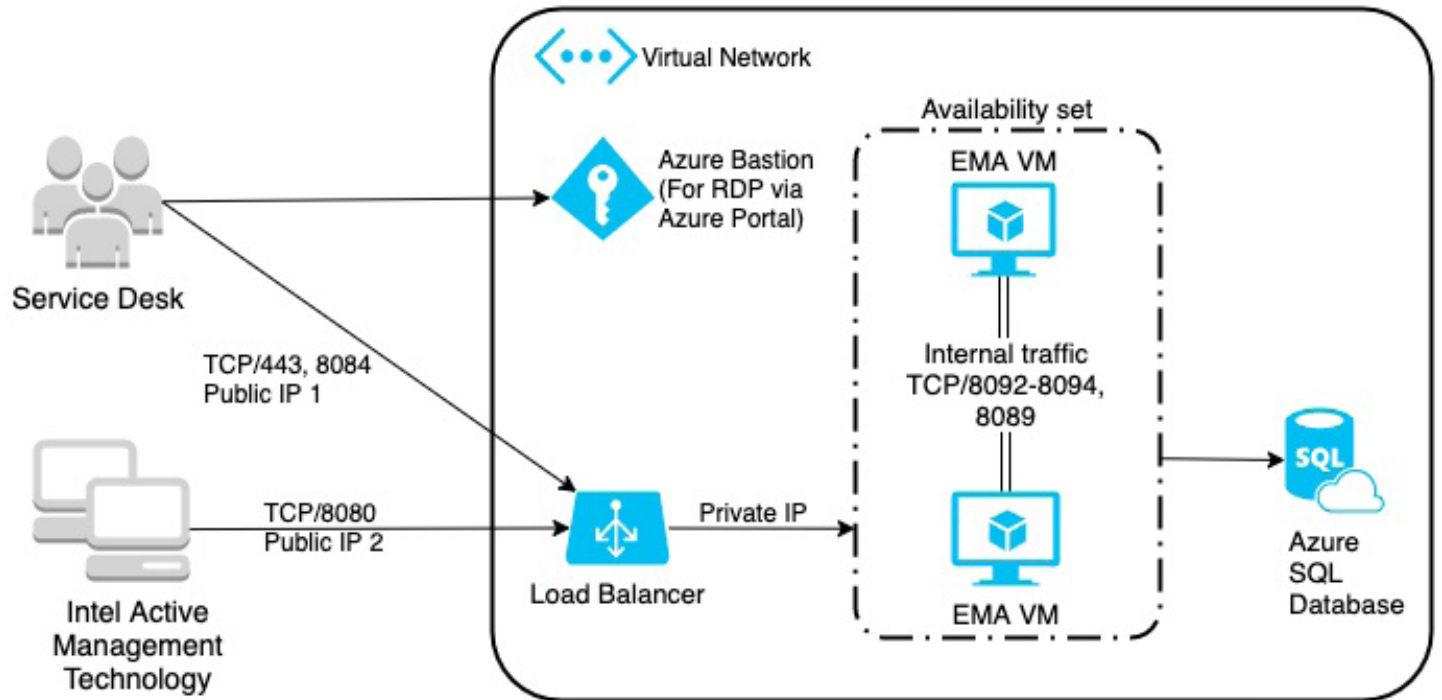 Virtual Network
Availability set
EMA VM
Azure Bastion
(For RDP via
Azure Portal)
Service Desk
TCP/443, 8084
Public IP 1
Internal traffic
TCP/8092-8094,
8089
SQL
TCP/8080
Public IP 2
Private IP
Load Balancer
EMA VM
Azure
SQL
Database
Intel Active
Management
Technology